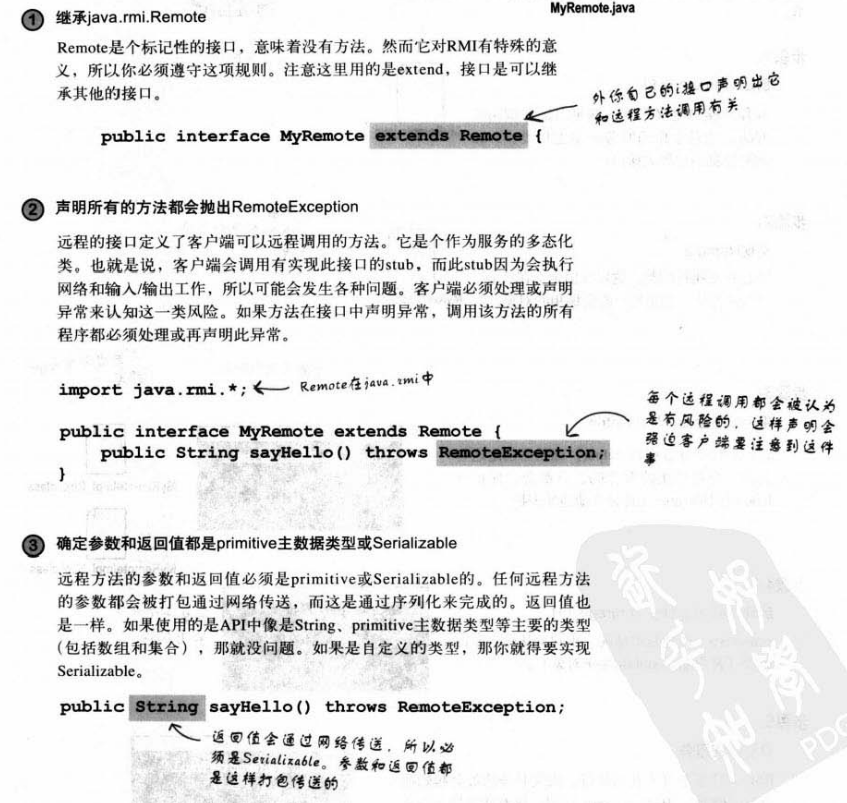 MyRemote.java
① 继承java.rmi.Remote
Remote是个标记性的接口，意味着没有方法。然而它对RMI有特殊的意
义，所以你必须遵守这项规则。注意这里用的是extend，接口是可以继
承其他的接口。
外你自己的i接口声明出它
和远程方法调用有关
public interface MyRemote extends Remote {
② 声明所有的方法都会抛出RemoteException
远程的接口定义了客户端可以远程调用的方法。它是个作为服务的多态化
类。也就是说，客户端会调用有实现此接口的stub，而此stub因为会执行
网络和输入/输出工作，所以可能会发生各种问题。客户端必须处理或声明
异常来认知这一类风险。如果方法在接口中声明异常，调用该方法的所有
程序都必须处理或再声明此异常。
import java.rmi.*; Remote在java.rmi中
public interface MyRemote extends Remote {
public String sayHello() throws RemoteException;
}
每个远程调用都会被认为
是有风险的，这样声明会
强迫客户端要注意到这件
事
③ 确定参数和返回值都是primitive主数据类型或Serializable
远程方法的参数和返回值必须是primitive或Serializable的。任何远程方法
的参数都会被打包通过网络传送，而这是通过序列化来完成的。返回值也
是一样。如果使用的是API中像是String、primitive主数据类型等主要的类型
（包括数组和集合），那就没问题。如果是自定义的类型，那你就得要实现
Serializable。
public String sayHello() throws RemoteException;
返回值会通过网络传送，所以必
须是Serializable。参数和返回值都
是这样打包传送的
PDG